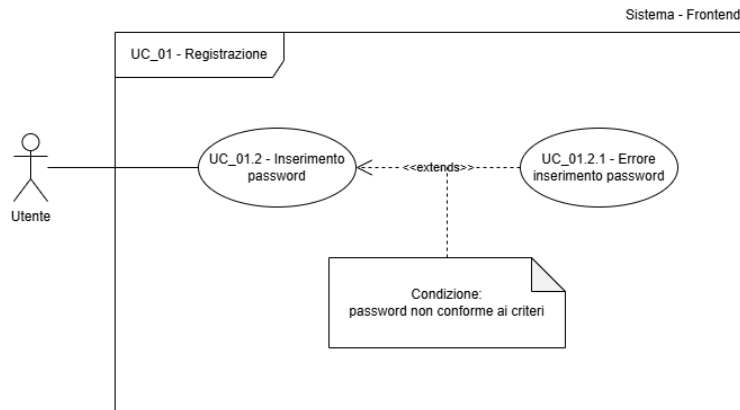 Sistema - Frontend
UC_01 - Registrazione
UC_01.2 - Inserimento
password
<<extends>>
UC_01.2.1 - Errore
inserimento password
Utente
Condizione:
password non conforme ai criteri